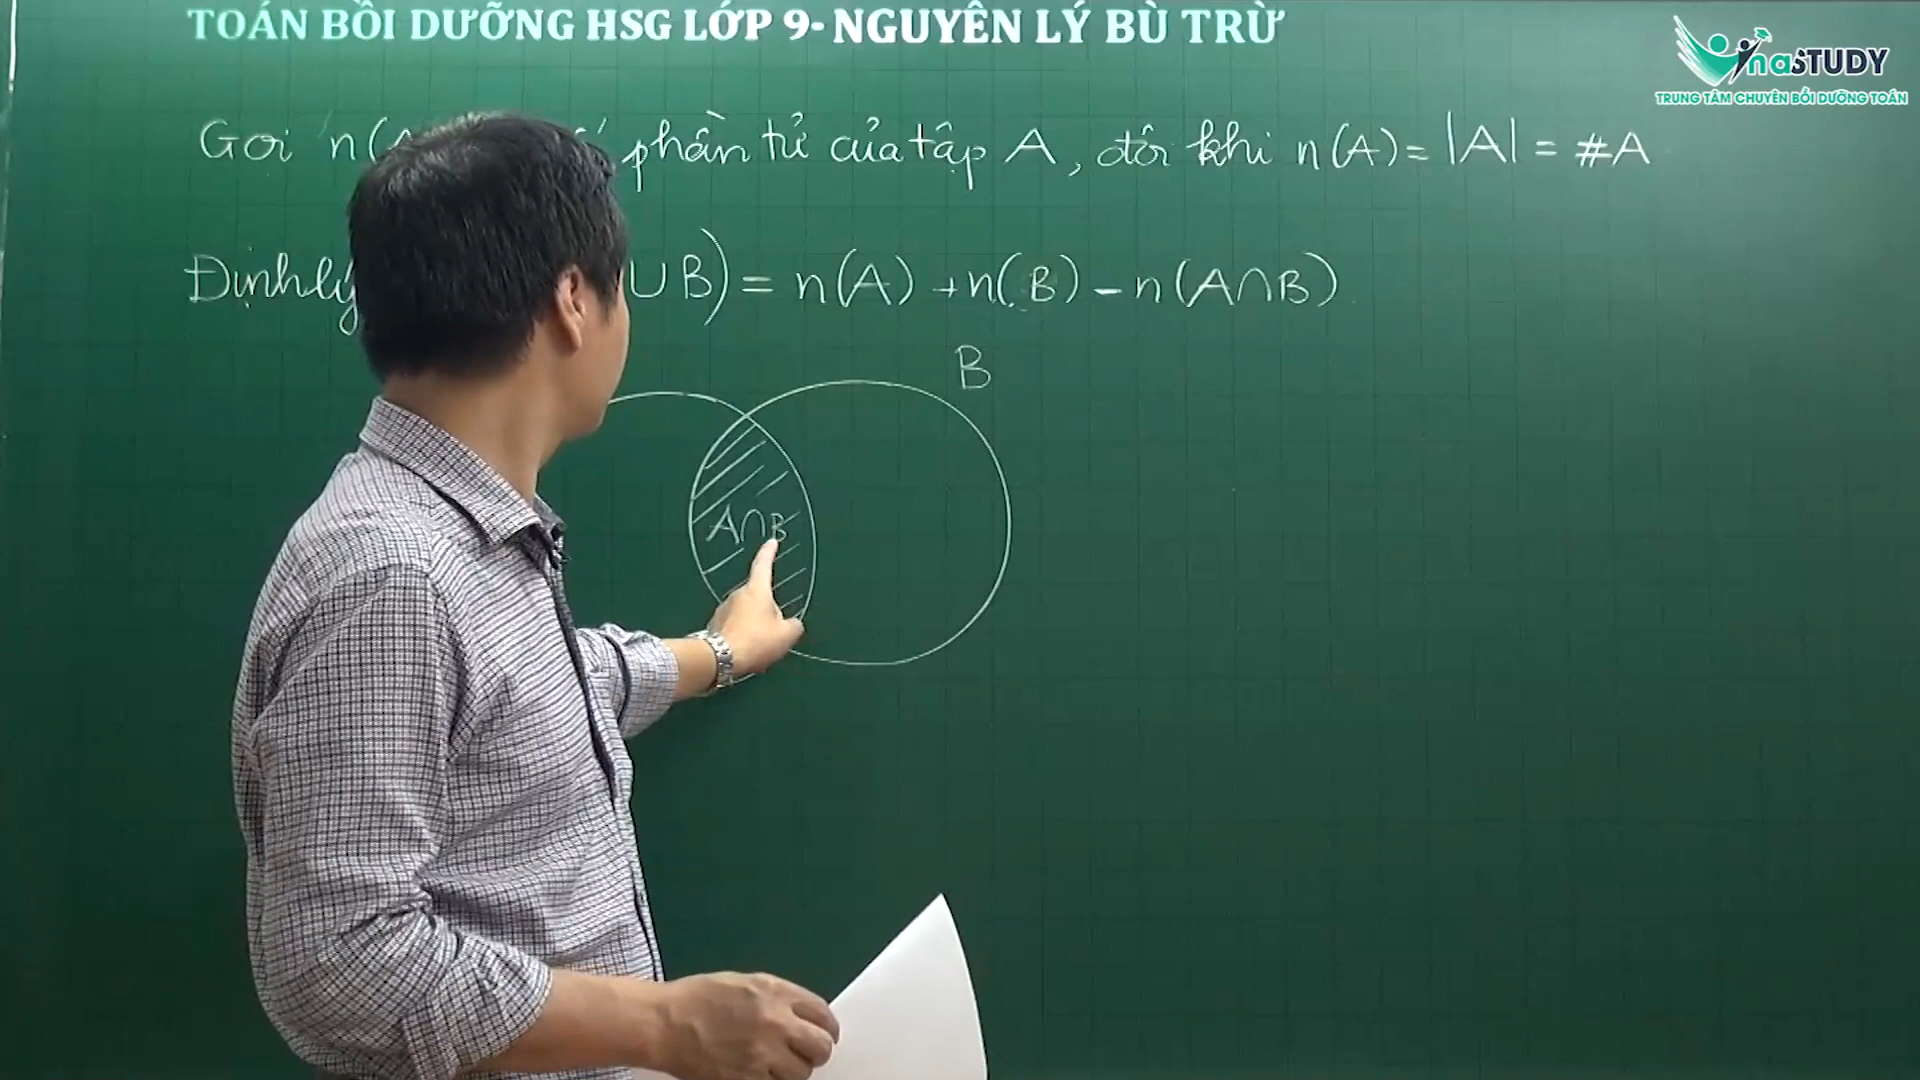 TOÁN BỒI DƯỠNG HSG LỚP 9- NGUYÊN LÝ BÙ TRỪ
VinaSTUDY
TRUNG TÂM CHUYÊN BỒI DƯỠNG TOÁN
Gọi n(A phần tử của tập A, đôi khi n(A) = |A| = #A
Định lý ∪ B) = n(A) + n(B) - n(A∩B)
B
A∩B